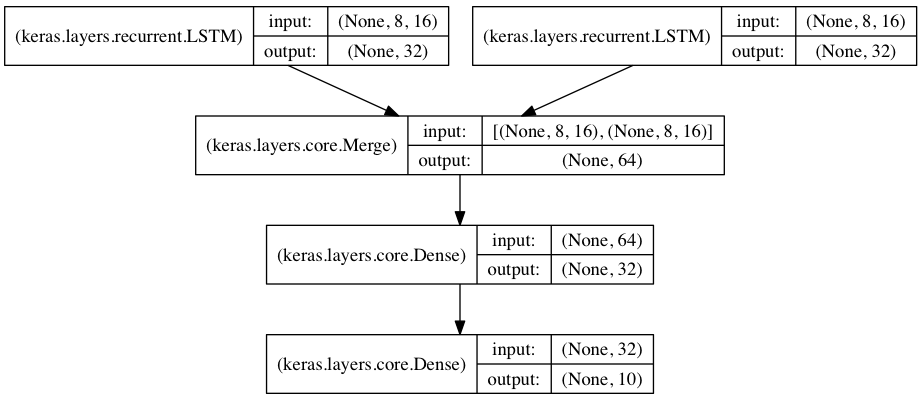 (keras.layers.recurrent.LSTM) input: (None, 8, 16)
output: (None, 32)
(keras.layers.recurrent.LSTM) input: (None, 8, 16)
output: (None, 32)
(keras.layers.core.Merge) input: [(None, 8, 16), (None, 8, 16)]
output: (None, 64)
(keras.layers.core.Dense) input: (None, 64)
output: (None, 32)
(keras.layers.core.Dense) input: (None, 32)
output: (None, 10)